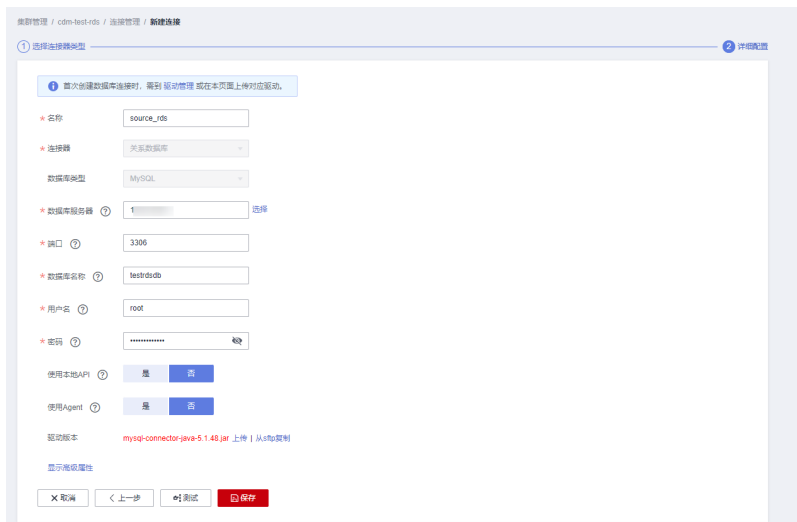 集群管理 / cdm-test-rds / 连接管理 / 新建连接
1 选择连接器类型 2 详细配置
首次创建数据库连接时，需到 驱动管理 或在本页面上传对应驱动。
* 名称 source_rds
* 连接器 关系数据库
数据库类型 MySQL
* 数据库服务器 ? 1 选择
* 端口 ? 3306
* 数据库名称 ? testrdsdb
* 用户名 ? root
* 密码 ? •••••••••••••
使用本地API ? 是 否
使用Agent ? 是 否
驱动版本 mysql-connector-java-5.1.48.jar 上传 | 从sftp复制
显示高级属性
取消 上一步 测试 保存